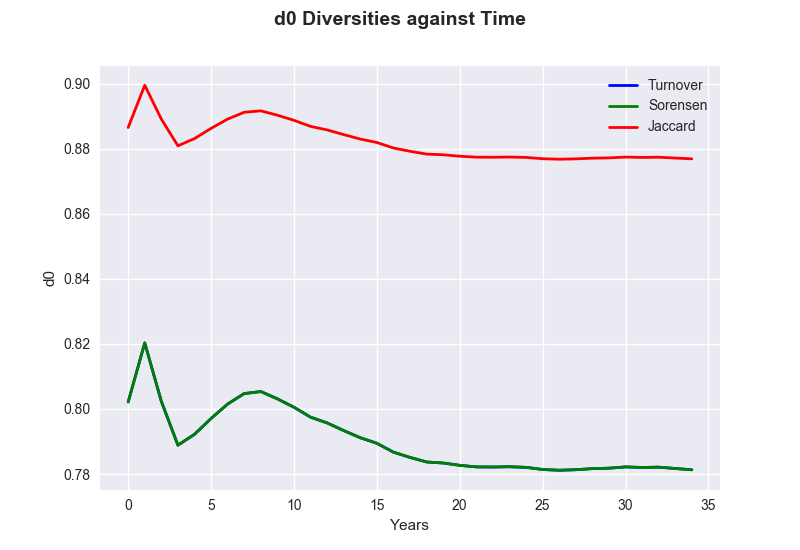 d0 Diversities against Time
0.90
0.88
0.86
0.84
0.82
0.80
0.78
d0
Turnover
Sorensen
Jaccard
0 5 10 15 20 25 30 35
Years